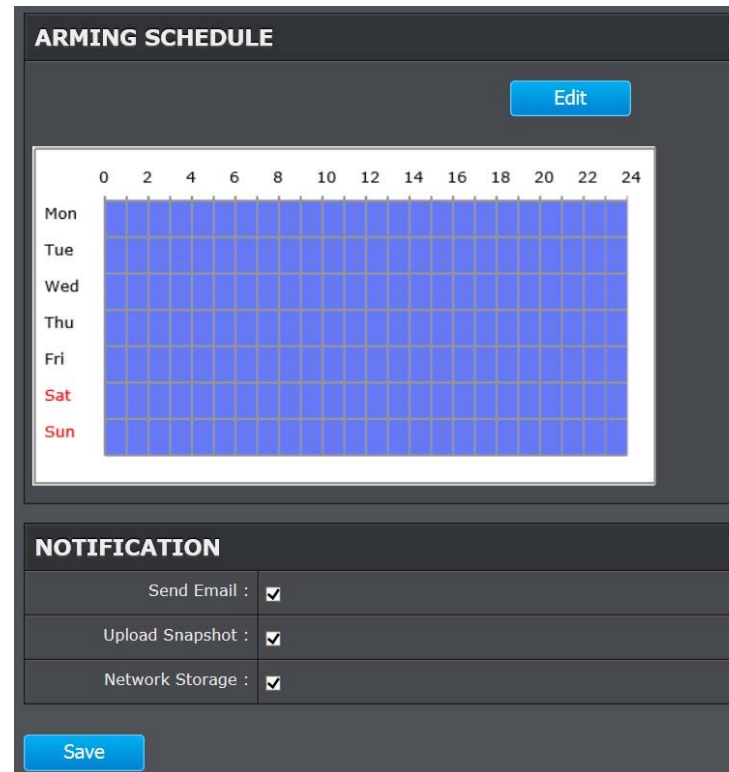 ARMING SCHEDULE
Edit
0 2 4 6 8 10 12 14 16 18 20 22 24
Mon
Tue
Wed
Thu
Fri
Sat
Sun
NOTIFICATION
Send Email :
Upload Snapshot :
Network Storage :
Save